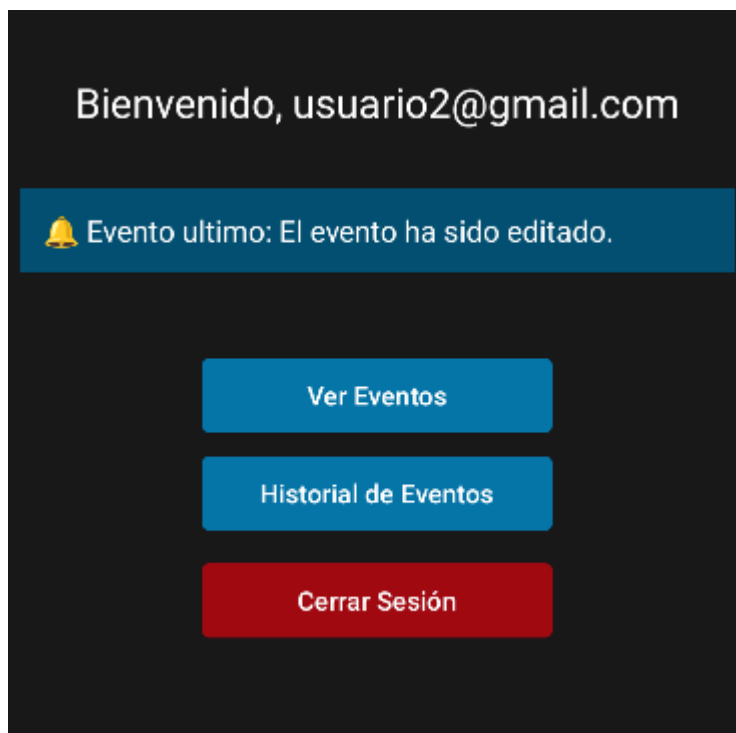 Bienvenido, usuario2@gmail.com
🔔 Evento ultimo: El evento ha sido editado.
Ver Eventos
Historial de Eventos
Cerrar Sesión